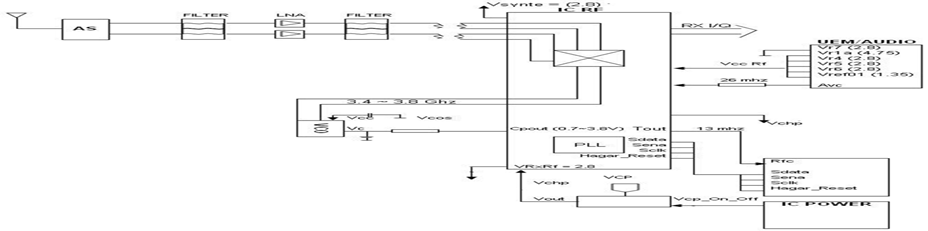 Vsynte = (2.8)
FILTER
LNA
FILTER
IC RF
AS
RX I/Q
UEM/AUDIO
Vr7 (2.8)
Vr1a (4.75)
Vr4 (2.8)
Vr5 (2.8)
Vr6 (2.8)
Vref01 (1.35)
Avc
Vcc Rf
26 mhz
3.4 ~ 3.8 Ghz
VCO
Vcc
Vcos
Vc
Cpout (0.7~3.8V)
Tout
13 mhz
Vchp
PLL
Sdata
Sena
Sclk
Hagar_Reset
Rfc
Sdata
Sena
Sclk
Hagar_Reset
VRxRf = 2.8
Vchp
VCP
Vout
Vcp_On_Off
IC POWER